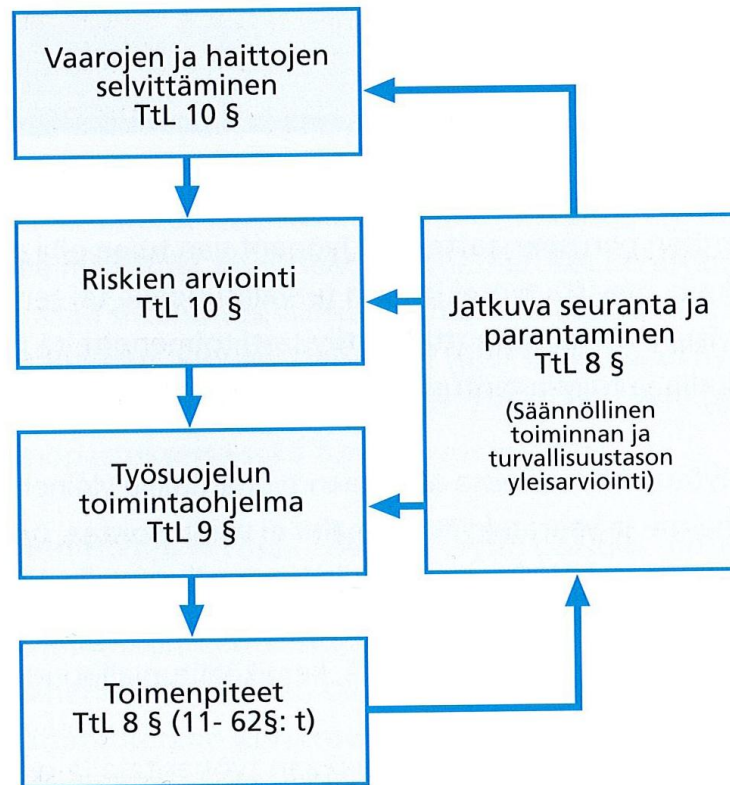 Vaarojen ja haittojen
selvittäminen
TtL 10 §
Riskien arviointi
TtL 10 §
Työsuojelun
toimintaohjelma
TtL 9 §
Toimenpiteet
TtL 8 § (11- 62§: t)
Jatkuva seuranta ja
parantaminen
TtL 8 §
(Säännöllinen
toiminnan ja
turvallisuustason
yleisarviointi)